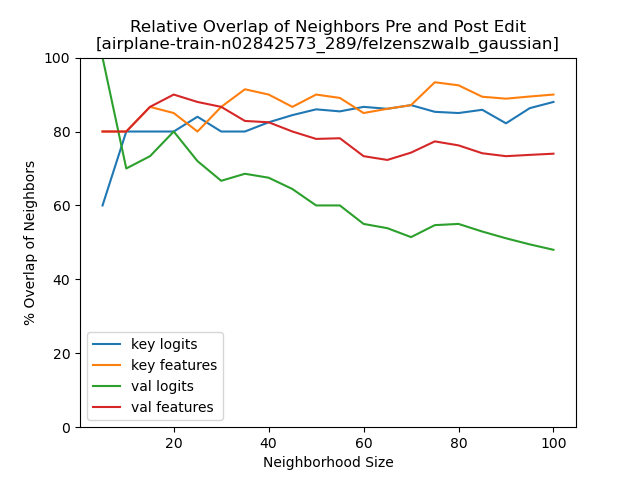 Relative Overlap of Neighbors Pre and Post Edit
[airplane-train-n02842573_289/felzenszwalb_gaussian]
100
80
60
40
20
0
% Overlap of Neighbors
key logits
key features
val logits
val features
20 40 60 80 100
Neighborhood Size